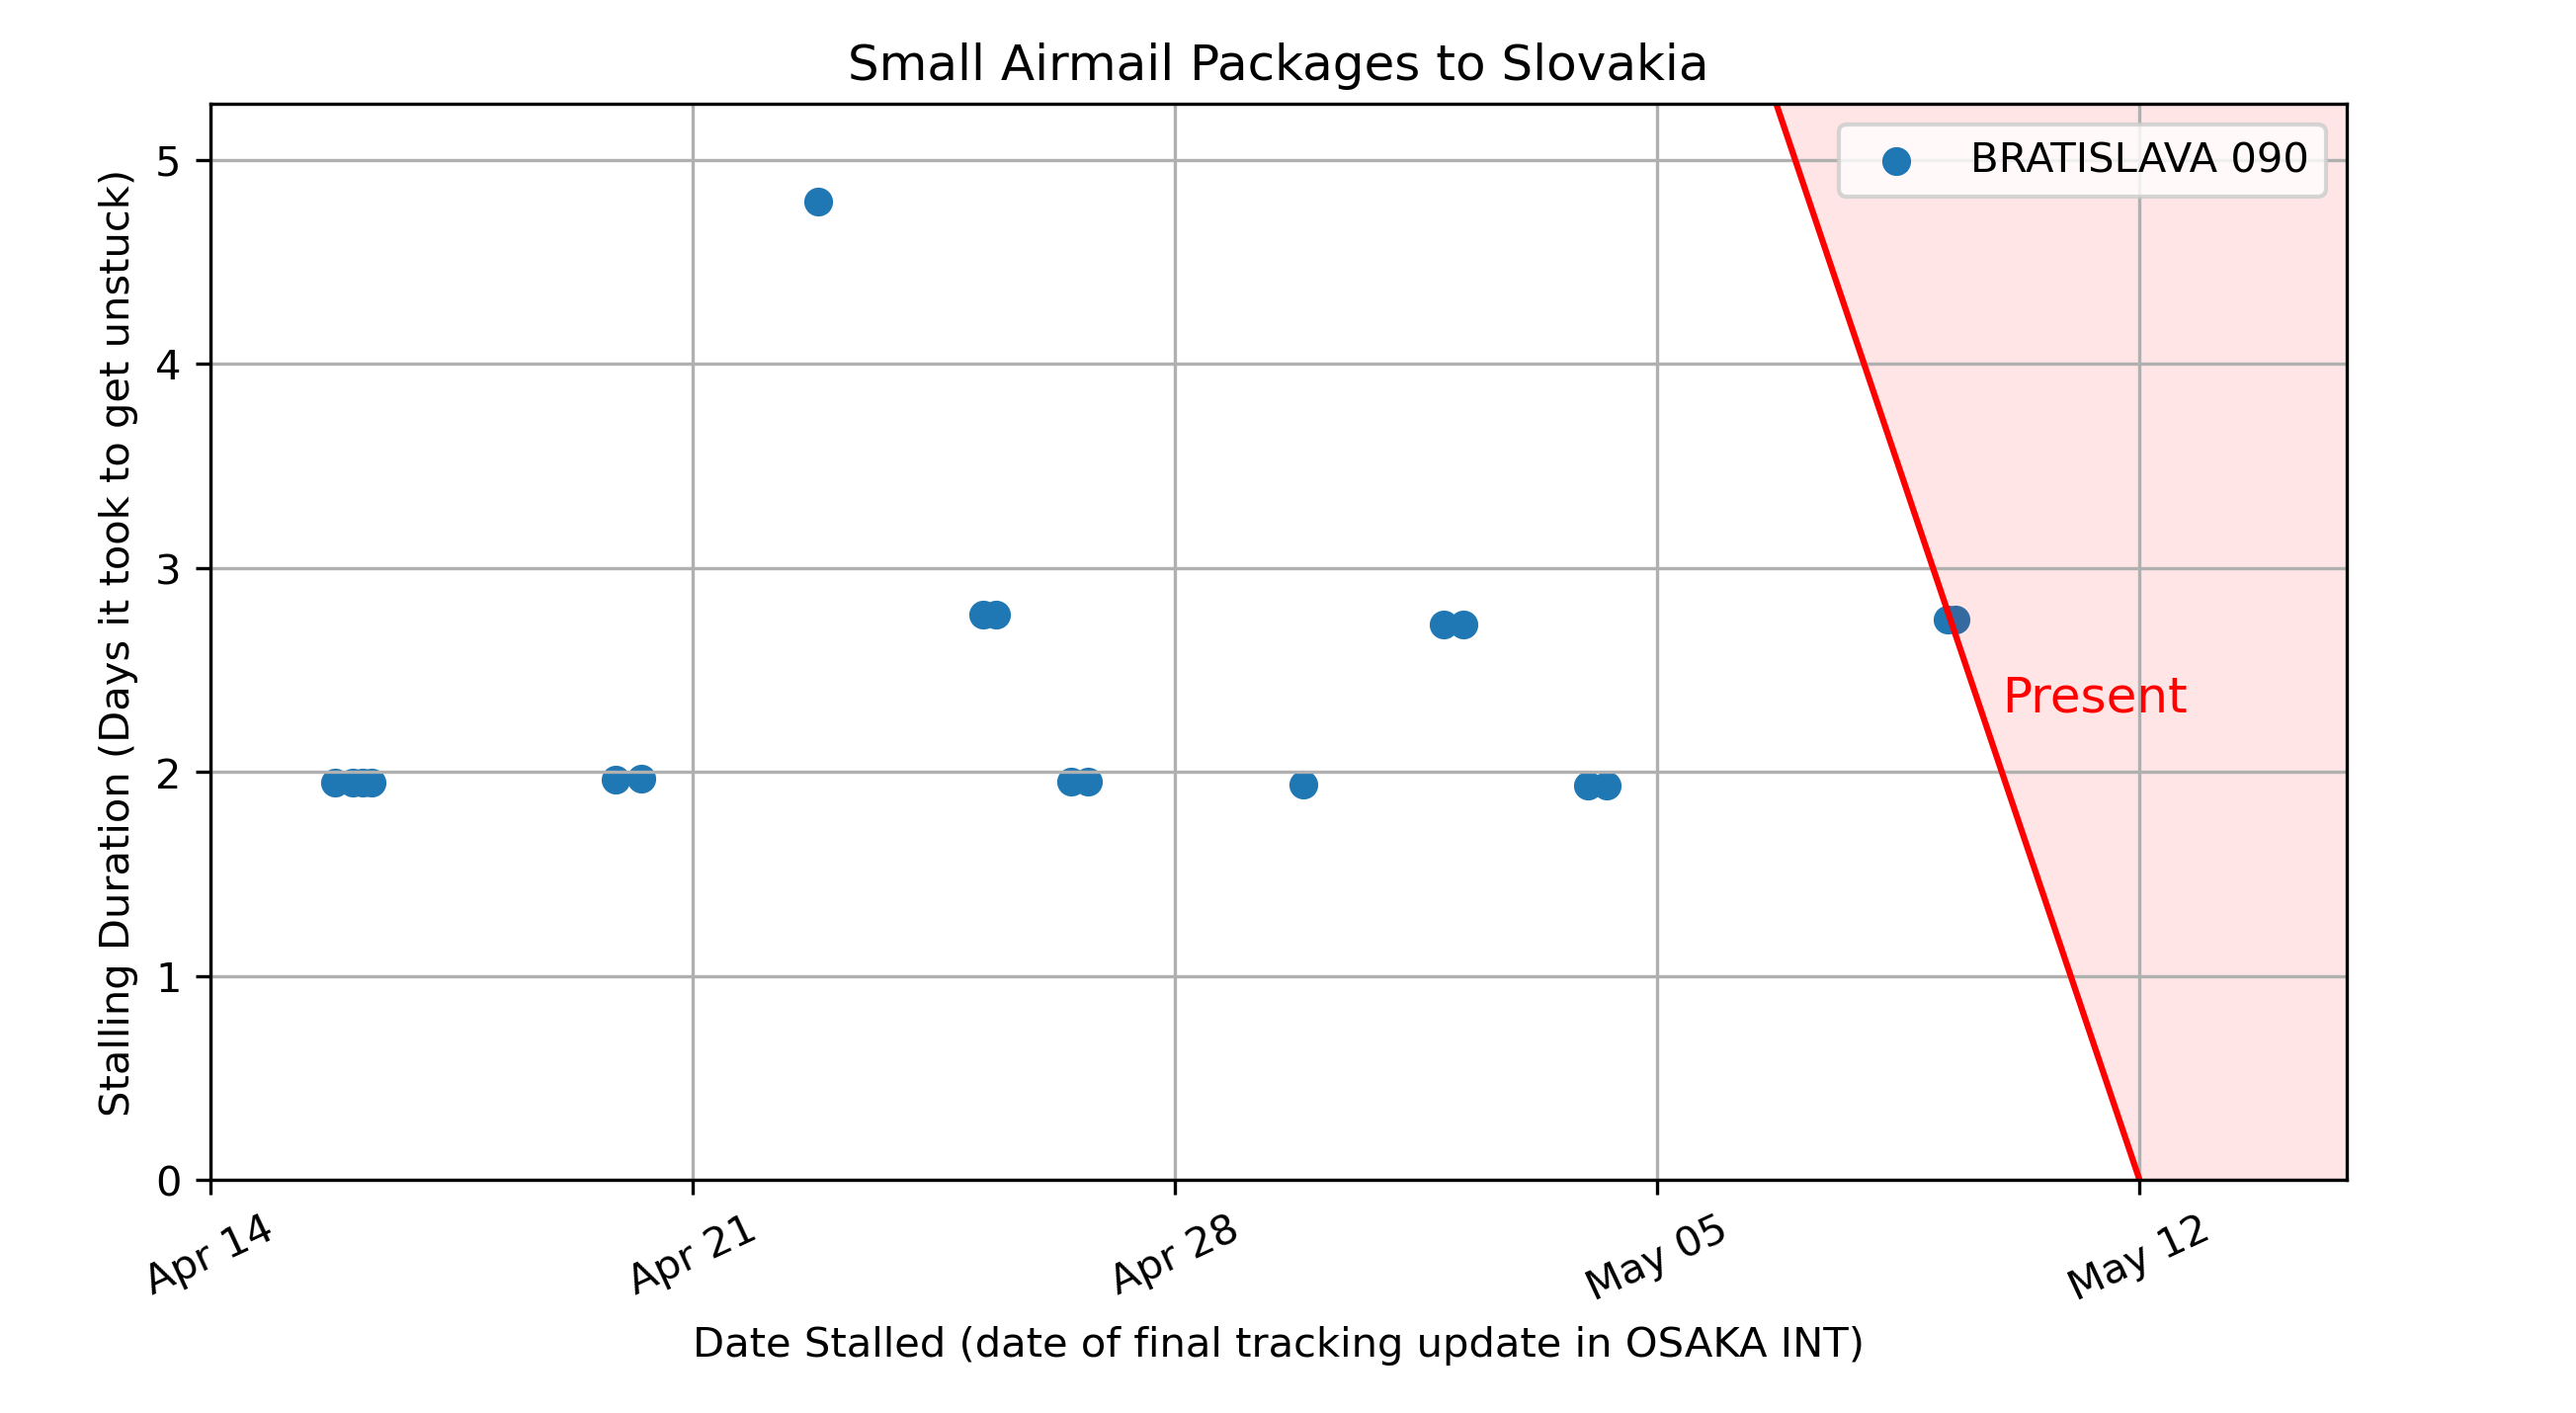 Small Airmail Packages to Slovakia
BRATISLAVA 090
Present
Stalling Duration (Days it took to get unstuck)
5
4
3
2
1
0
Apr 14
Apr 21
Apr 28
May 05
May 12
Date Stalled (date of final tracking update in OSAKA INT)